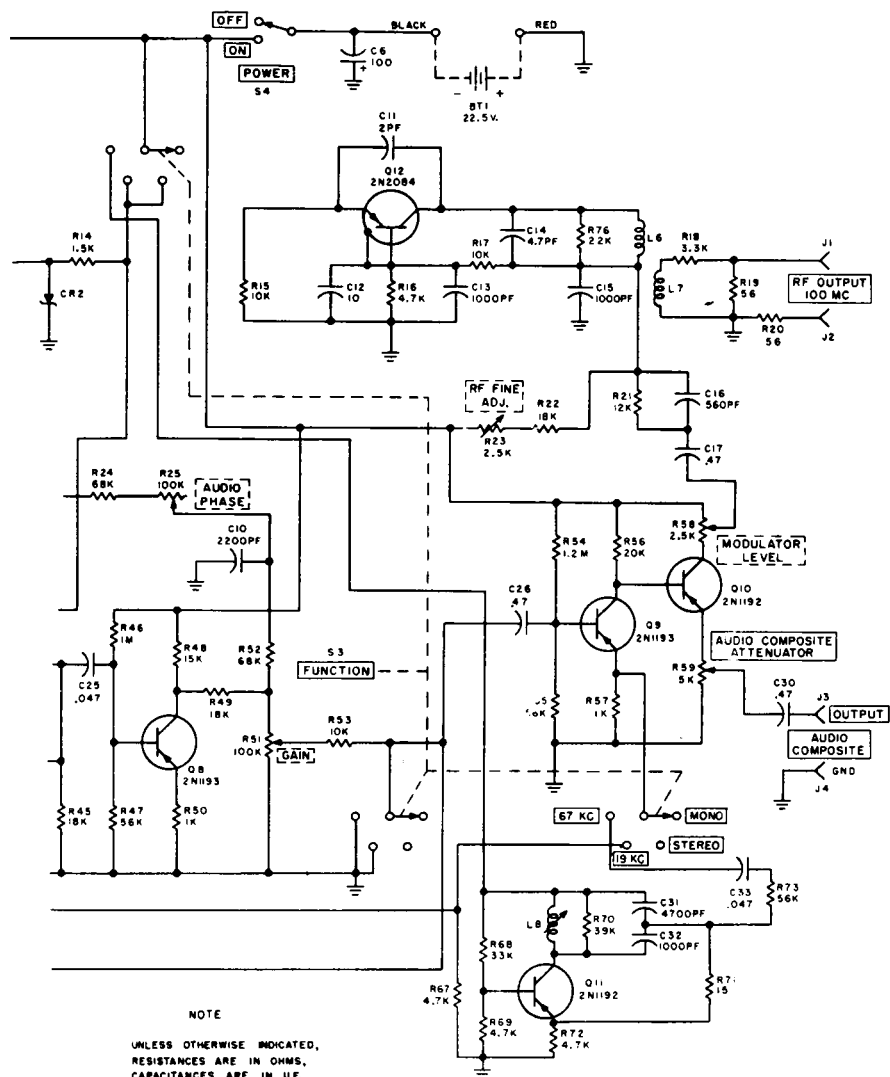 OFF
ON
POWER
S4
C6
100
+
BLACK
RED
- +
BT1
22.5V.
C11
2PF
Q12
2N2084
R14
1.5K
CR2
R15
10K
C12
10
R16
4.7K
C13
1000PF
R17
10K
C14
4.7PF
R76
22K
L6
C15
1000PF
L7
R18
3.3K
R19
56
R20
56
J1
RF OUTPUT
100 MC
J2
RF FINE
ADJ.
R22
18K
R23
2.5K
R21
12K
C16
560PF
C17
.47
R24
68K
R25
100K
AUDIO
PHASE
C10
2200PF
R54
1.2M
R56
20K
R58
2.5K
MODULATOR
LEVEL
Q10
2N1192
C26
.47
Q9
2N1193
R46
1M
R48
15K
R52
68K
S3
FUNCTION
C25
.047
R49
18K
R57
1K
AUDIO COMPOSITE
ATTENUATOR
R59
5K
C30
.47
J3
OUTPUT
AUDIO
COMPOSITE
GND
J4
R51
100K
GAIN
R53
10K
Q8
2N1193
R45
18K
R47
56K
R50
1K
67 KC
MONO
STEREO
19 KC
C33
.047
R73
56K
L8
R70
39K
C31
4700PF
C32
1000PF
R68
33K
R67
4.7K
Q11
2N1192
R71
15
R69
4.7K
R72
4.7K
NOTE
UNLESS OTHERWISE INDICATED,
RESISTANCES ARE IN OHMS,
CAPACITANCES ARE IN